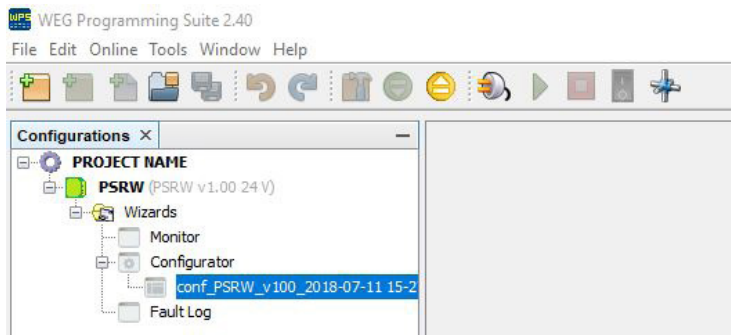 WPS WEG Programming Suite 2.40
File Edit Online Tools Window Help
Configurations ×
PROJECT NAME
PSRW (PSRW v1.00 24 V)
Wizards
Monitor
Configurator
conf_PSRW_v100_2018-07-11 15-2
Fault Log